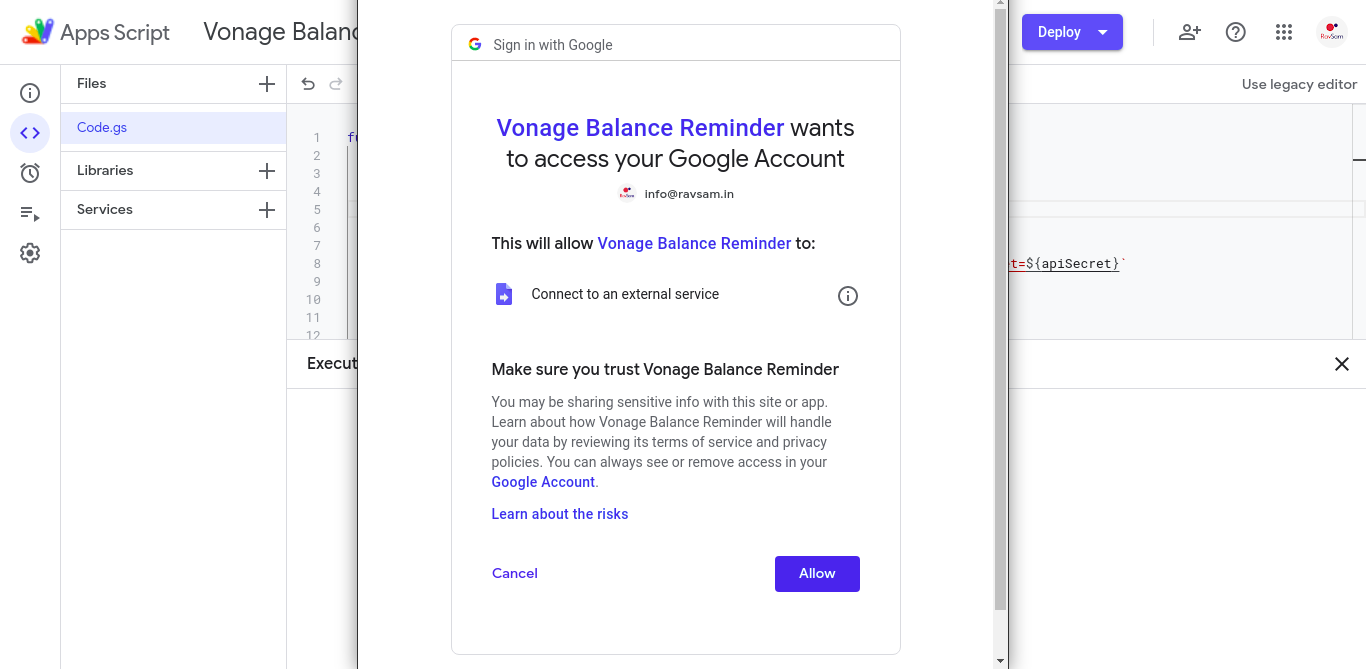 Apps Script
Vonage Balanc
Deploy
RavSam
Files
Use legacy editor
Code.gs
Libraries
Services
1
2
3
4
5
6
7
8
9
10
11
12
fu
t=${apiSecret}`
Execut
Sign in with Google
Vonage Balance Reminder wants
to access your Google Account
RavSam
info@ravsam.in
This will allow Vonage Balance Reminder to:
Connect to an external service
Make sure you trust Vonage Balance Reminder
You may be sharing sensitive info with this site or app.
Learn about how Vonage Balance Reminder will handle
your data by reviewing its terms of service and privacy
policies. You can always see or remove access in your
Google Account.
Learn about the risks
Cancel
Allow